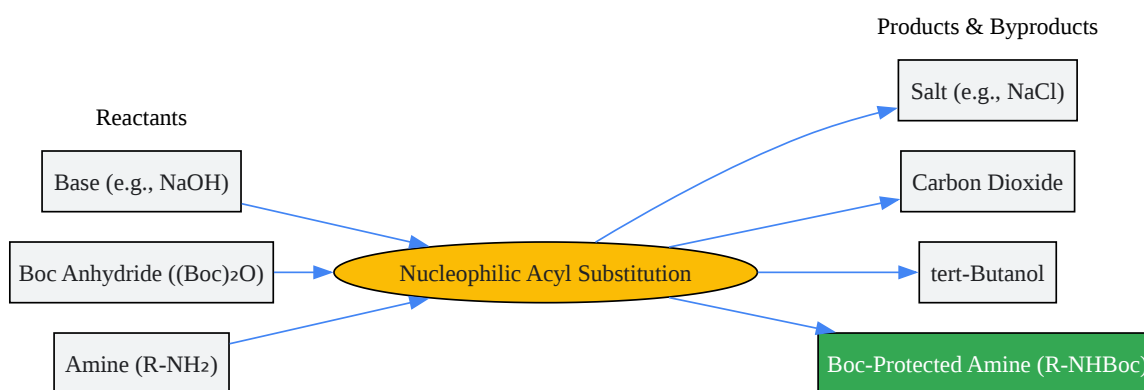 Reactants
Base (e.g., NaOH)
Boc Anhydride ((Boc)₂O)
Amine (R-NH₂)
Nucleophilic Acyl Substitution
Products & Byproducts
Salt (e.g., NaCl)
Carbon Dioxide
tert-Butanol
Boc-Protected Amine (R-NHBoc)